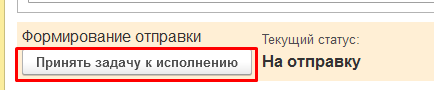 Формирование отправки
Принять задачу к исполнению
Текущий статус:
На отправку